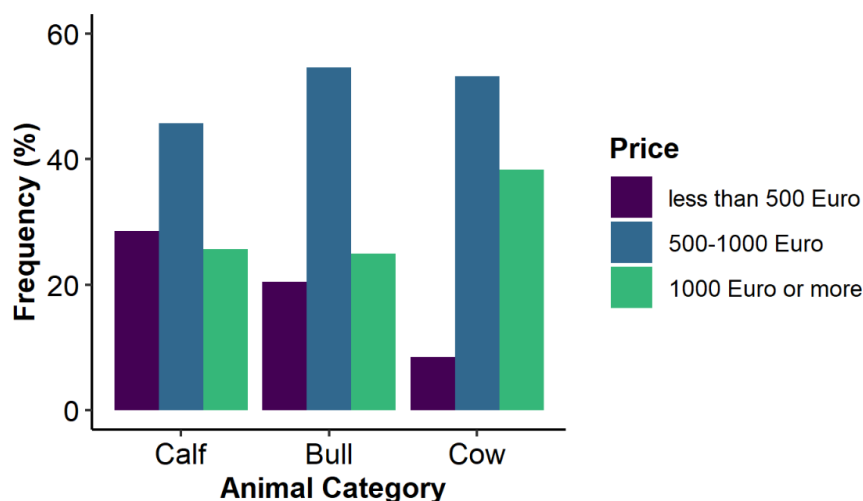 60
40
20
0
Frequency (%)
Calf Bull Cow
Animal Category
Price
less than 500 Euro
500-1000 Euro
1000 Euro or more